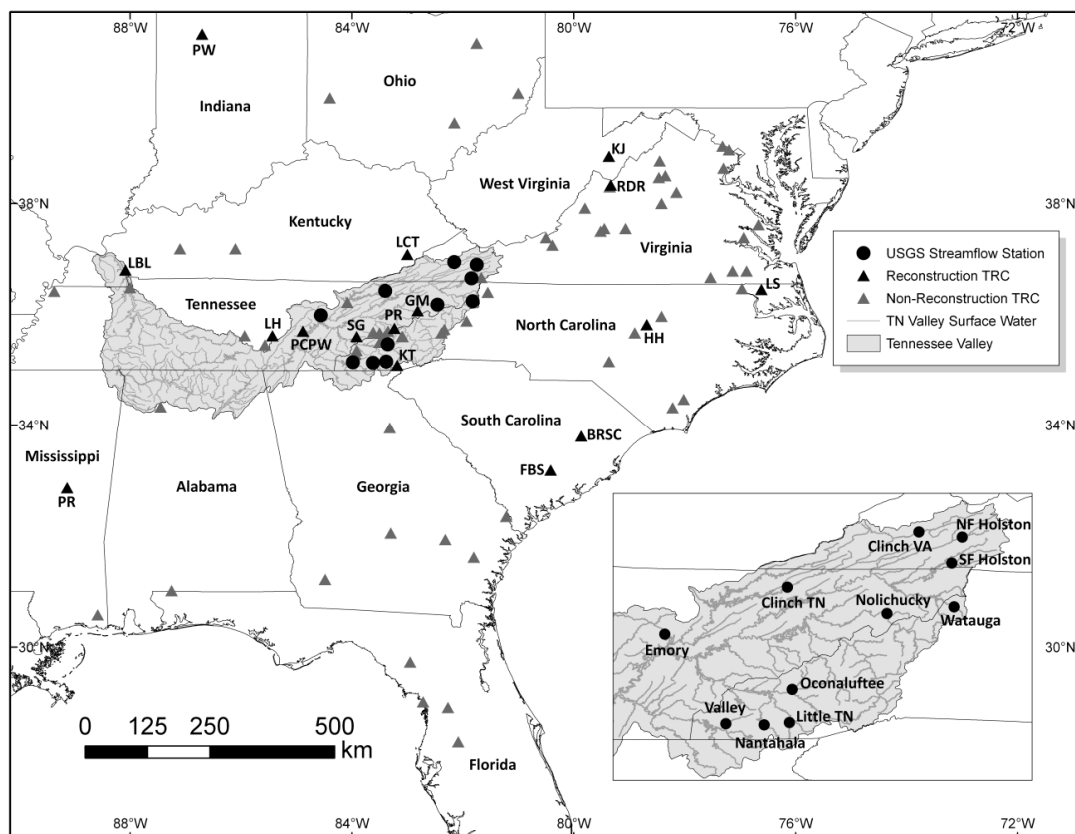 88°W 84°W 80°W 76°W
PW
Ohio
Indiana
KJ
West Virginia
RDR
38°N 38°N
Kentucky
Virginia
LCT
LBL
USGS Streamflow Station
Reconstruction TRC
Non-Reconstruction TRC
TN Valley Surface Water
Tennessee Valley
LS
Tennessee
GM
PR
North Carolina
LH
SG
PCPW
HH
KT
South Carolina
34°N 34°N
BRSC
Mississippi
FBS
PR
Alabama
Georgia
NF Holston
Clinch VA
SF Holston
Clinch TN
Nolichucky
Watauga
30°N 30°N
Emory
Oconaluftee
Valley
Little TN
Nantahala
0 125 250 500
km
Florida
88°W 84°W 80°W 76°W 72°W